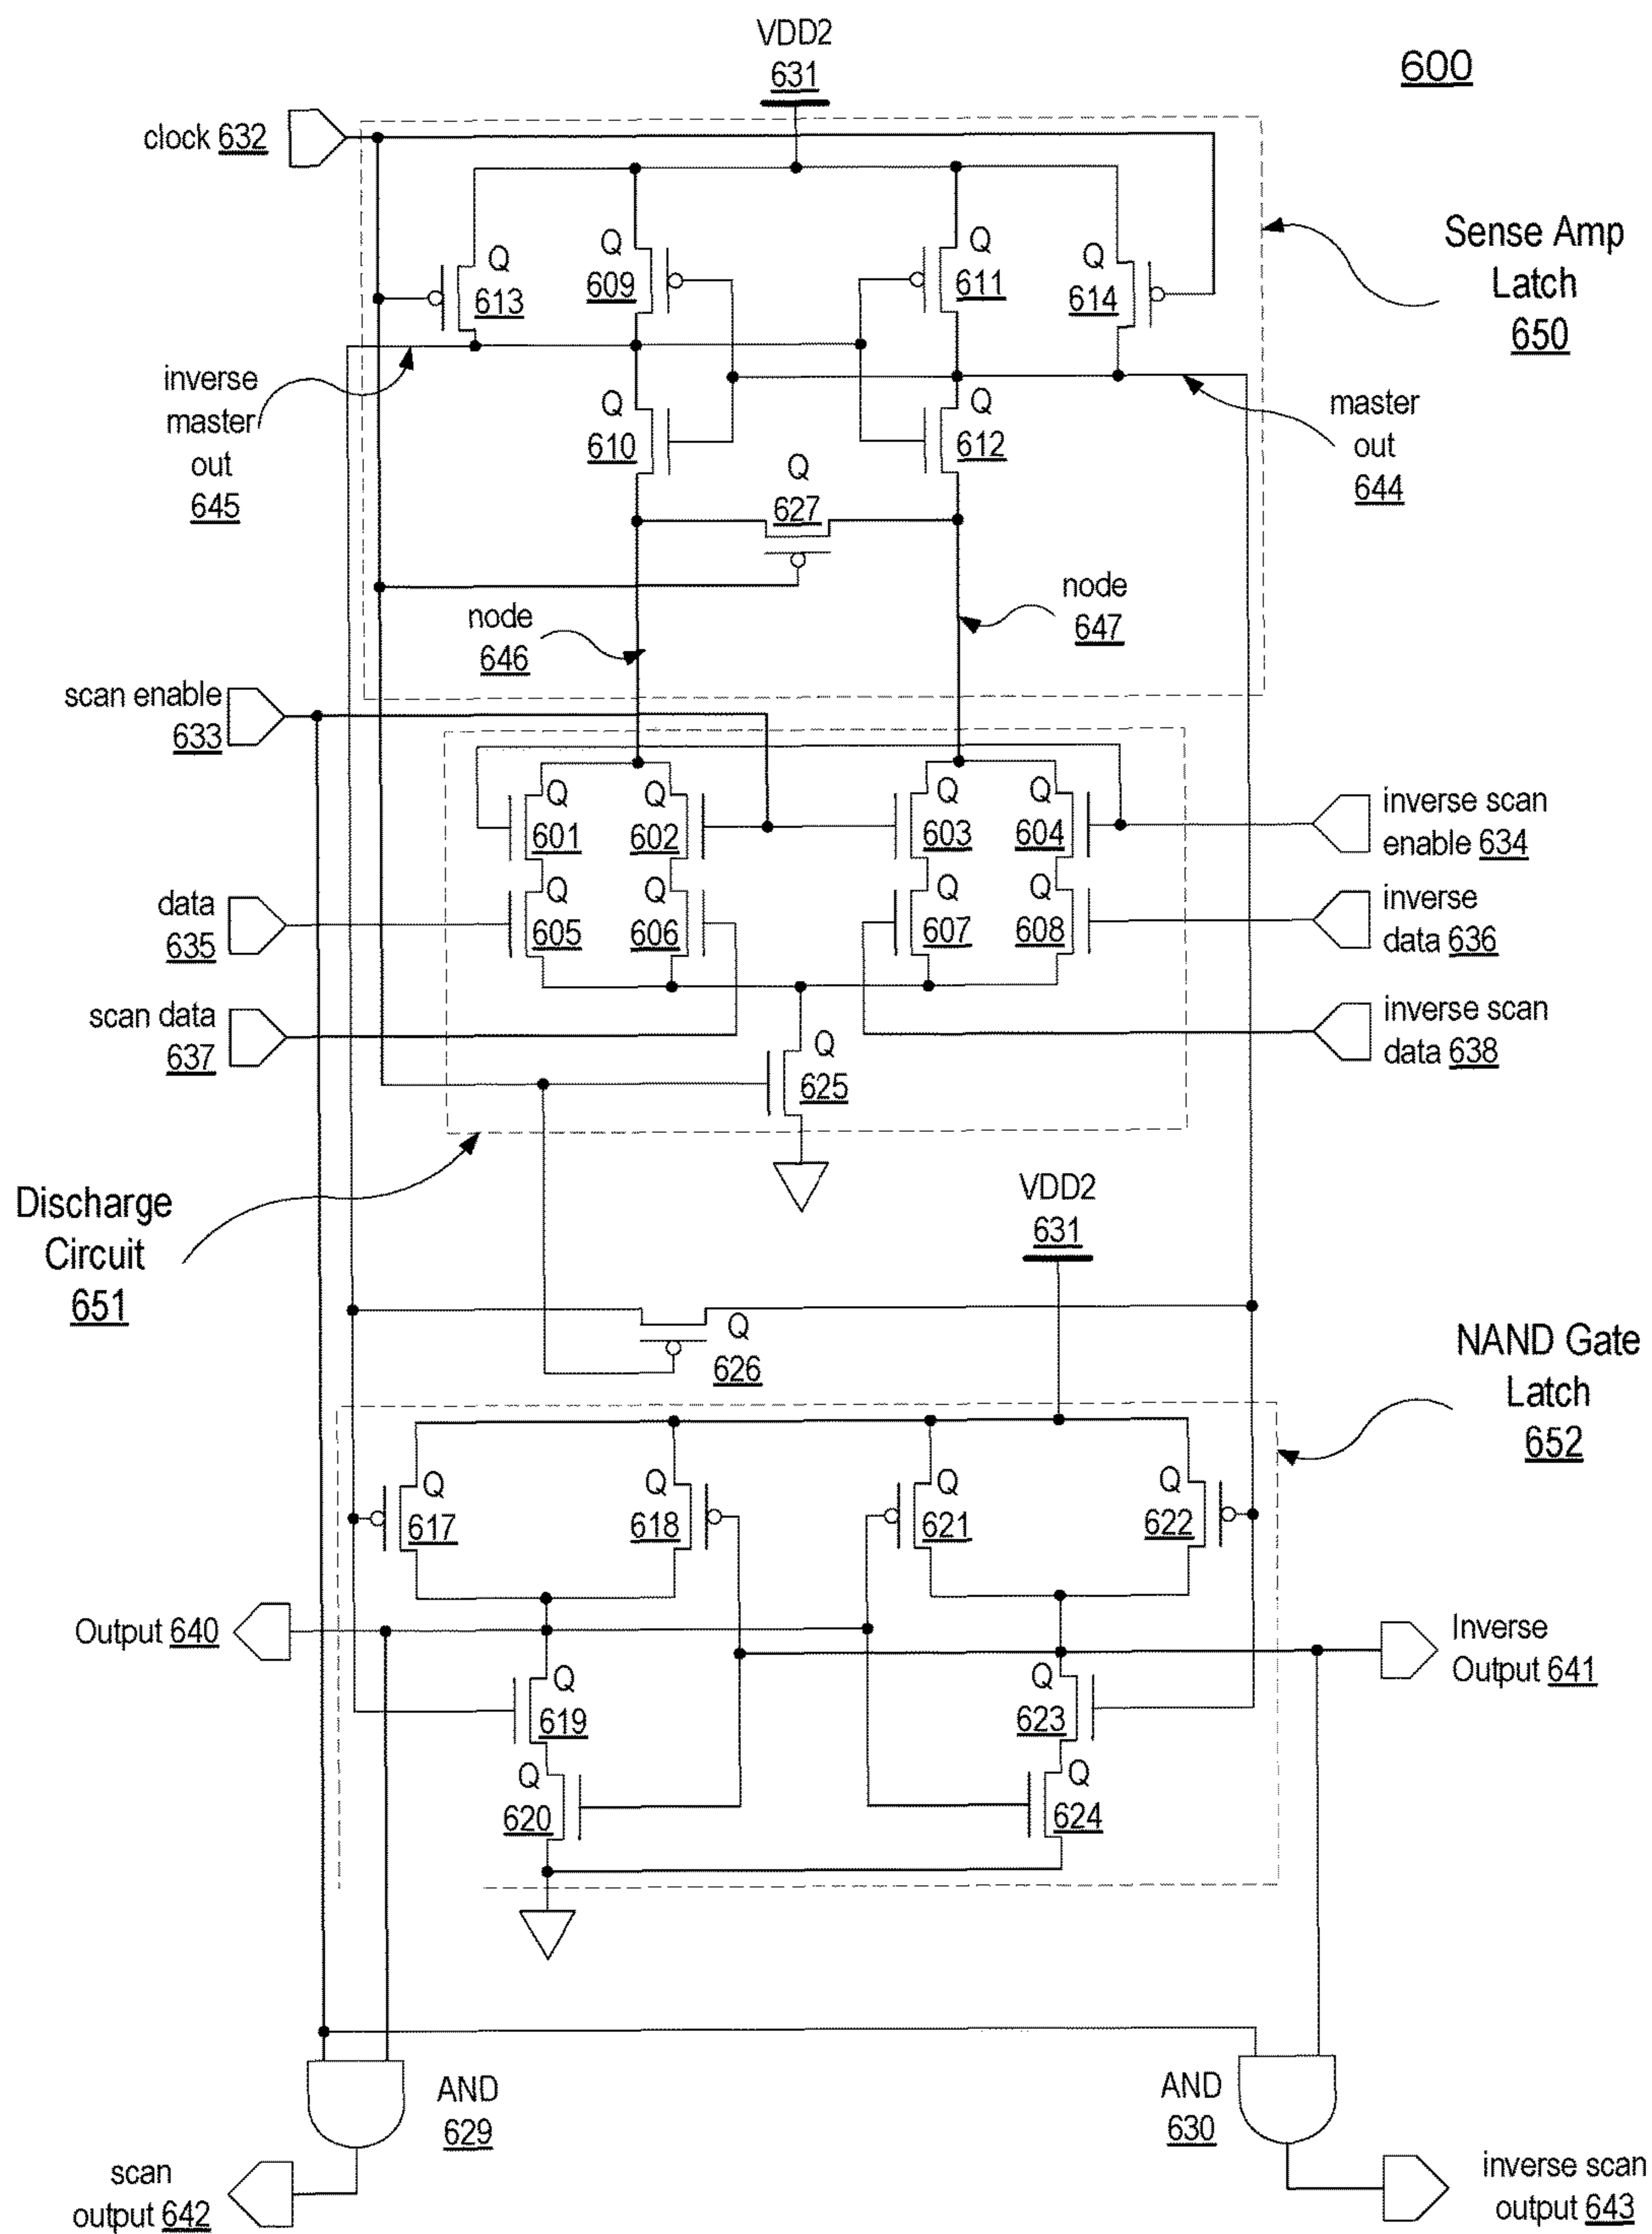 VDD2
631
600
clock 632
Q
613
Q
609
Q
611
Q
614
Sense Amp
Latch
650
inverse
master
out
645
Q
610
Q
612
master
out
644
Q
627
node
646
node
647
scan enable
633
Q
601
Q
602
Q
603
Q
604
inverse scan
enable 634
data
635
Q
605
Q
606
Q
607
Q
608
inverse
data 636
scan data
637
inverse scan
data 638
Q
625
Discharge
Circuit
651
VDD2
631
Q
626
NAND Gate
Latch
652
Q
617
Q
618
Q
621
Q
622
Output 640
Inverse
Output 641
Q
619
Q
623
Q
620
Q
624
AND
629
AND
630
scan
output 642
inverse scan
output 643